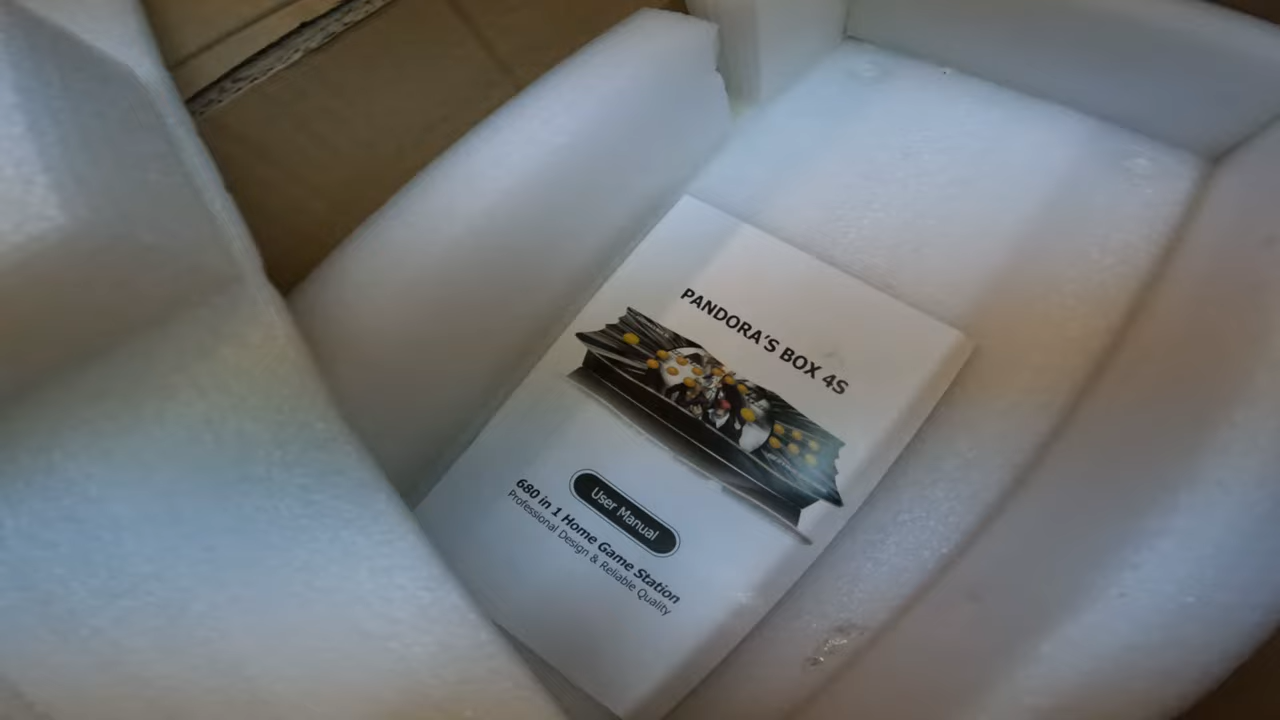 PANDORA'S BOX 4S
User Manual
680 in 1 Home Game Station
Professional Design & Reliable Quality